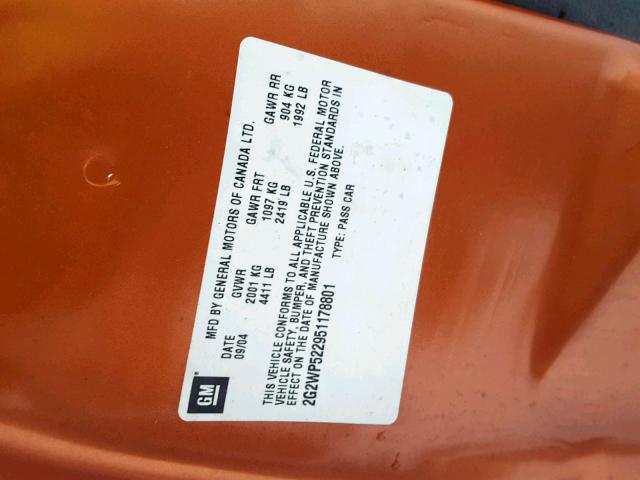 GM®
MFD BY GENERAL MOTORS OF CANADA LTD.
DATE GVWR GAWR FRT GAWR RR
09/04 2001 KG 1097 KG 904 KG
4411 LB 2419 LB 1992 LB
THIS VEHICLE CONFORMS TO ALL APPLICABLE U.S. FEDERAL MOTOR
VEHICLE SAFETY, BUMPER, AND THEFT PREVENTION STANDARDS IN
EFFECT ON THE DATE OF MANUFACTURE SHOWN ABOVE.
2G2WP522951178801 TYPE: PASS CAR